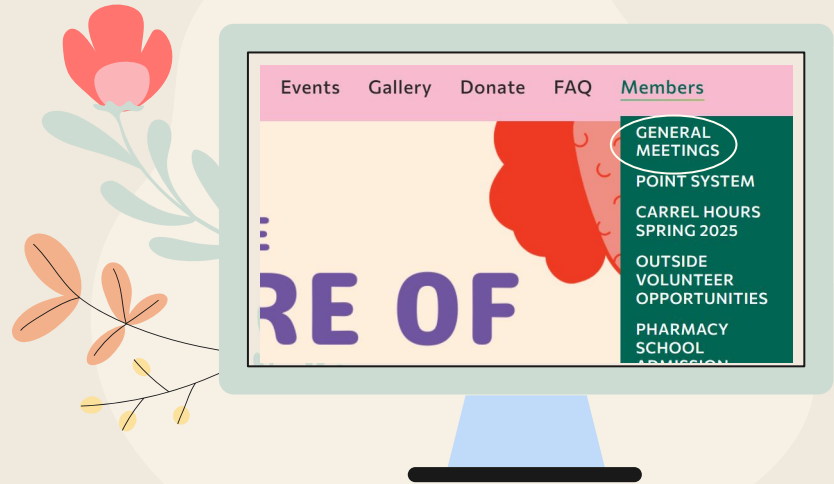 Events Gallery Donate FAQ Members
GENERAL
MEETINGS
POINT SYSTEM
CARREL HOURS
SPRING 2025
OUTSIDE
VOLUNTEER
OPPORTUNITIES
PHARMACY
SCHOOL
ADMISSION
E
RE OF